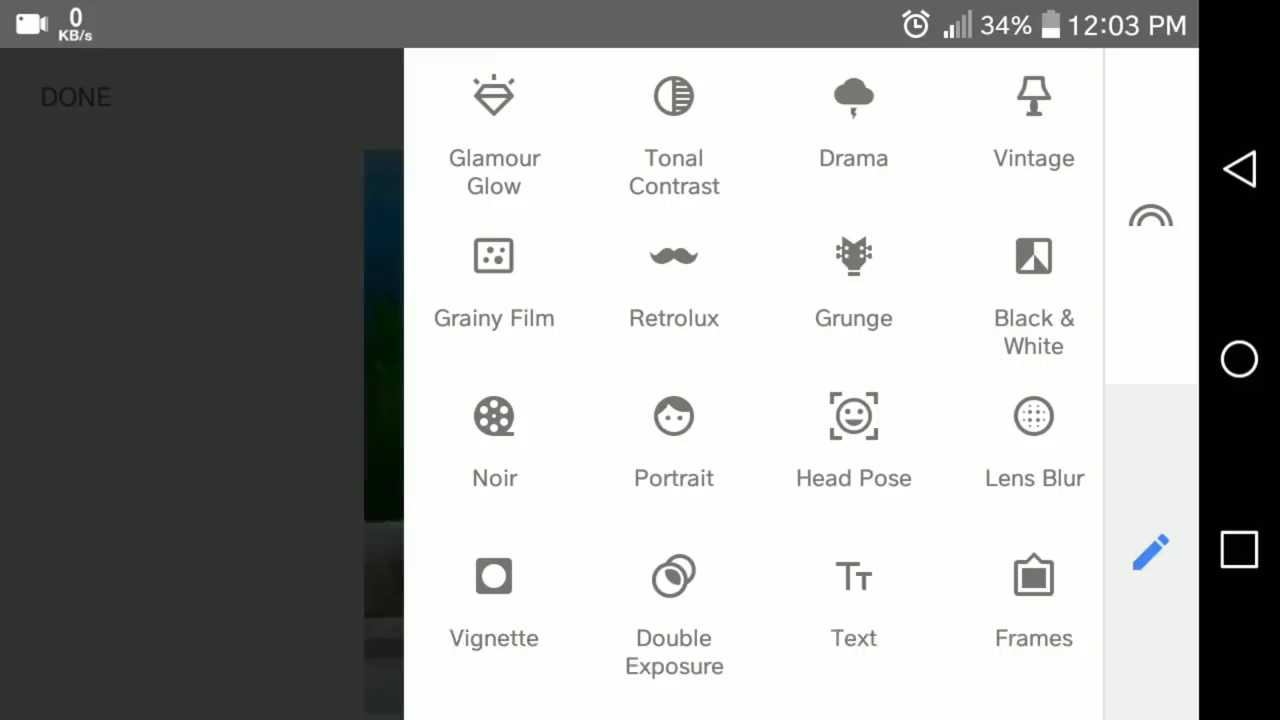 0
KB/s
34%
12:03 PM
DONE
Glamour
Glow
Tonal
Contrast
Drama
Vintage
Grainy Film
Retrolux
Grunge
Black &
White
Noir
Portrait
Head Pose
Lens Blur
Vignette
Double
Exposure
Text
Frames